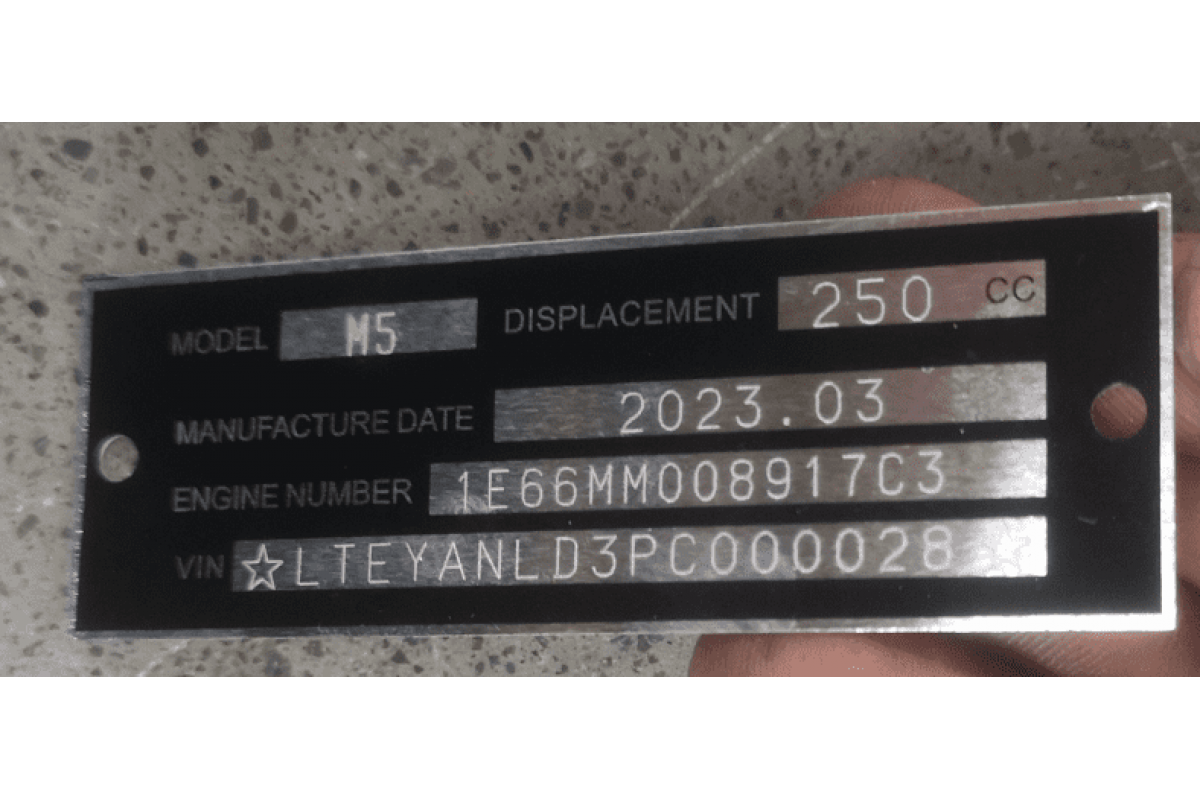 MODEL M5 DISPLACEMENT 250 CC
MANUFACTURE DATE 2023.03
ENGINE NUMBER 1E66MM008917C3
VIN ☆LTEYANLD3PC000028☆